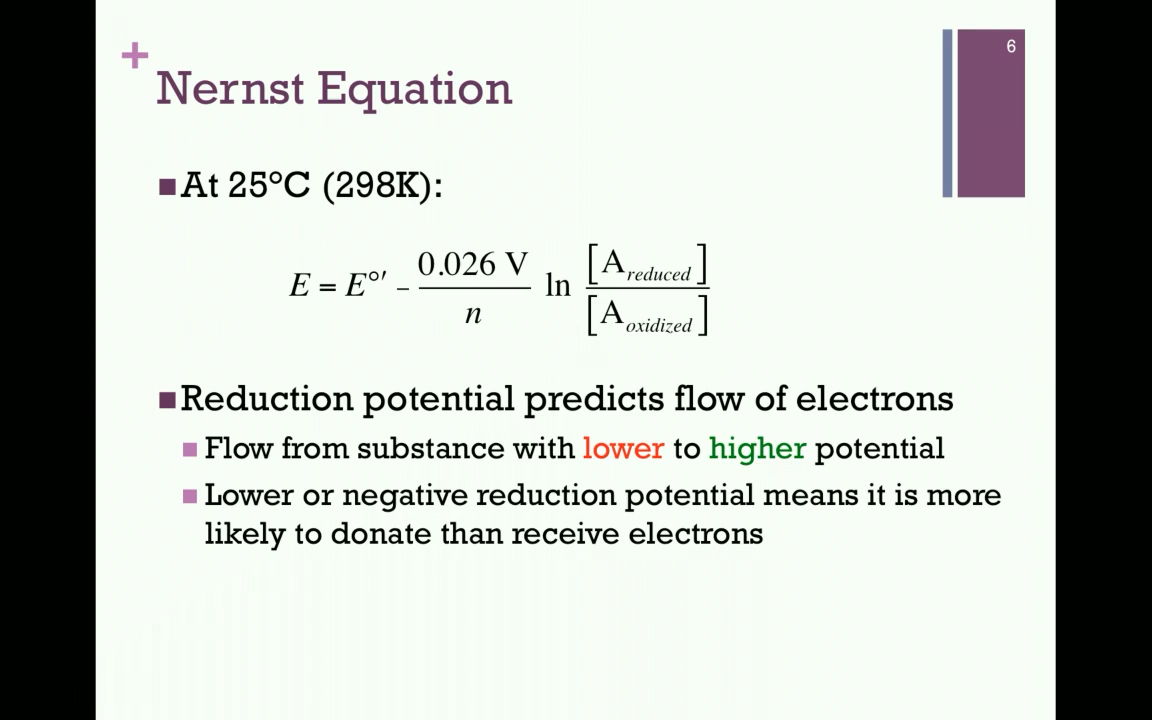 6
+
Nernst Equation
■At 25°C (298K):
E = E°′ – 0.026 V / n ln [A reduced] / [A oxidized]
■Reduction potential predicts flow of electrons
■ Flow from substance with lower to higher potential
■ Lower or negative reduction potential means it is more
likely to donate than receive electrons